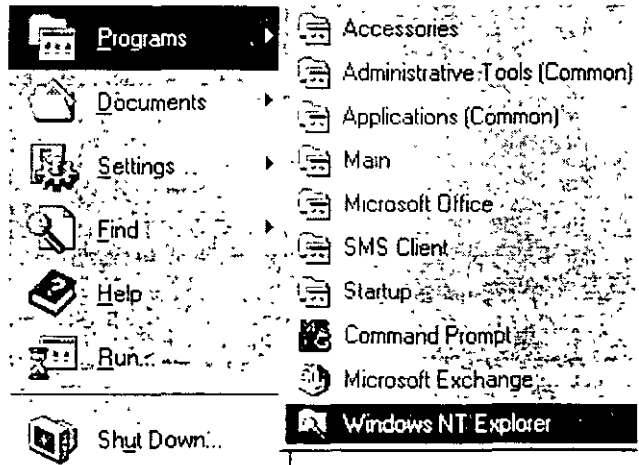 Programs
Documents
Settings
Find
Help
Run...
Shut Down...
Accessories
Administrative Tools (Common)
Applications (Common)
Main
Microsoft Office
SMS Client
Startup
Command Prompt
Microsoft Exchange
Windows NT Explorer